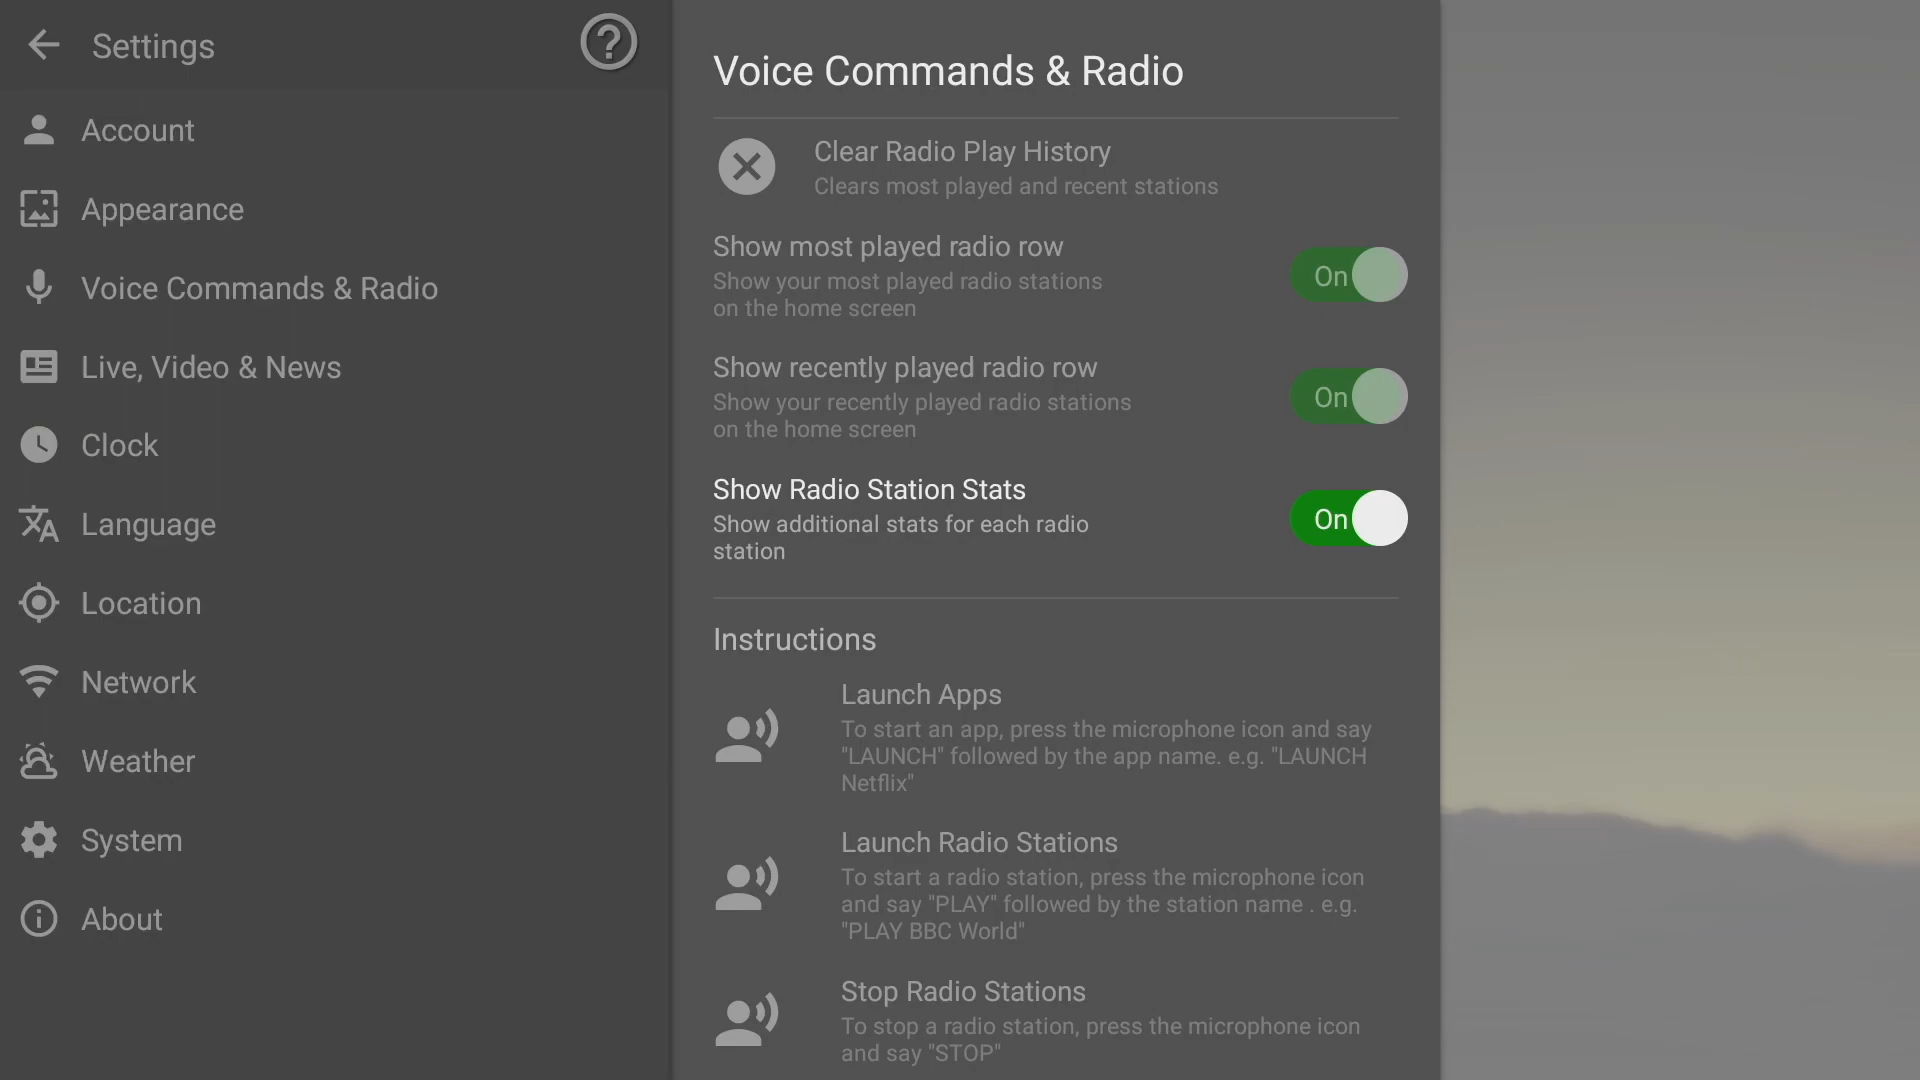 Settings
Account
Appearance
Voice Commands & Radio
Live, Video & News
Clock
Language
Location
Network
Weather
System
About
Voice Commands & Radio
Clear Radio Play History
Clears most played and recent stations
Show most played radio row
Show your most played radio stations
on the home screen
On
Show recently played radio row
Show your recently played radio stations
on the home screen
On
Show Radio Station Stats
Show additional stats for each radio
station
On
Instructions
Launch Apps
To start an app, press the microphone icon and say
"LAUNCH" followed by the app name. e.g. "LAUNCH
Netflix"
Launch Radio Stations
To start a radio station, press the microphone icon
and say "PLAY" followed by the station name . e.g.
"PLAY BBC World"
Stop Radio Stations
To stop a radio station, press the microphone icon
and say "STOP"